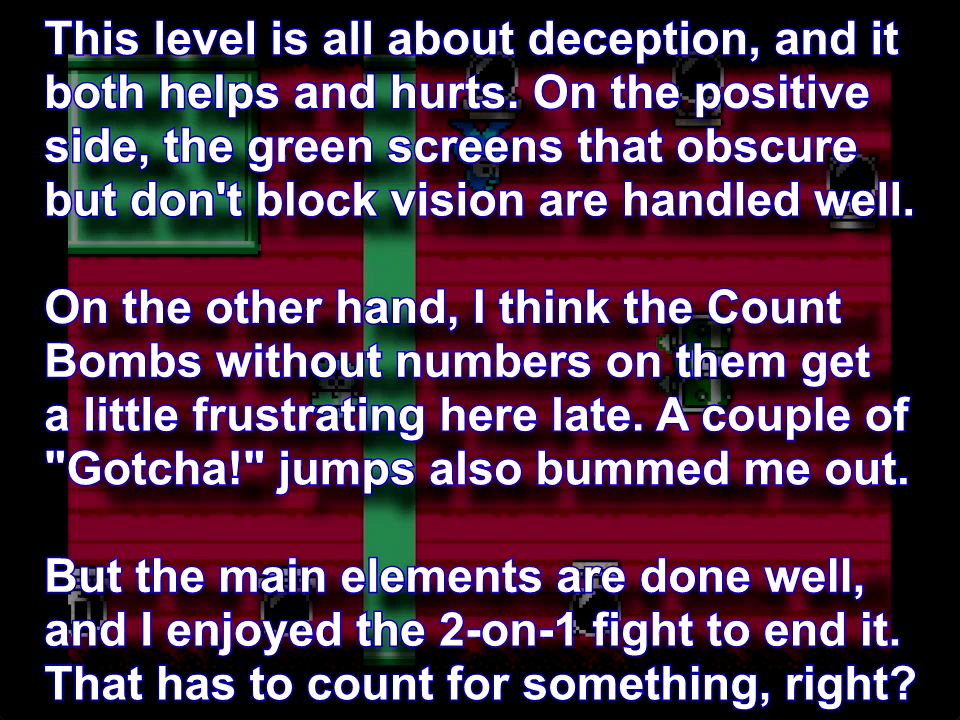 This level is all about deception, and it
both helps and hurts. On the positive
side, the green screens that obscure
but don't block vision are handled well.
On the other hand, I think the Count
Bombs without numbers on them get
a little frustrating here late. A couple of
"Gotcha!" jumps also bummed me out.
But the main elements are done well,
and I enjoyed the 2-on-1 fight to end it.
That has to count for something, right?